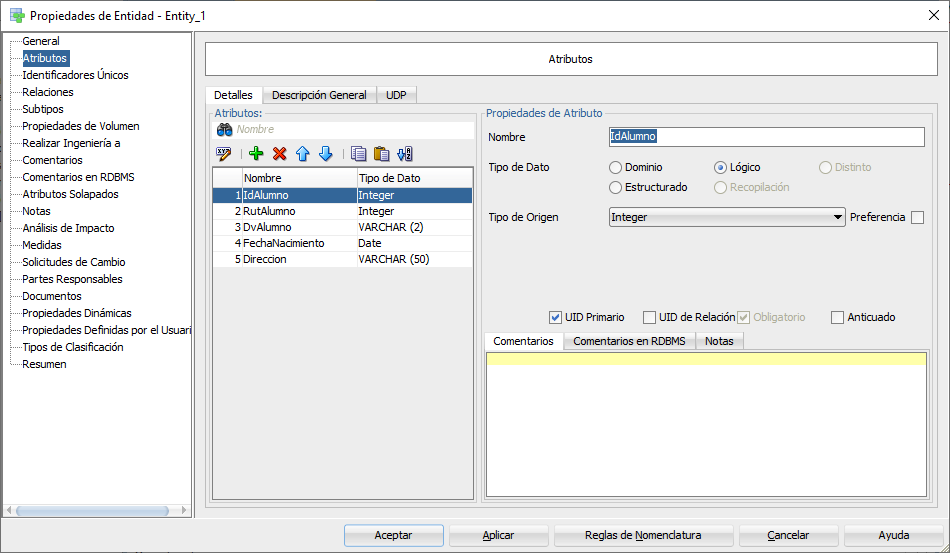 Propiedades de Entidad - Entity_1
General
Atributos
Identificadores Únicos
Relaciones
Subtipos
Propiedades de Volumen
Realizar Ingeniería a
Comentarios
Comentarios en RDBMS
Atributos Solapados
Notas
Análisis de Impacto
Medidas
Solicitudes de Cambio
Partes Responsables
Documentos
Propiedades Dinámicas
Propiedades Definidas por el Usuari
Tipos de Clasificación
Resumen
Atributos
Detalles Descripción General UDP
Atributos:
Nombre
Nombre Tipo de Dato
1 IdAlumno Integer
2 RutAlumno Integer
3 DvAlumno VARCHAR (2)
4 FechaNacimiento Date
5 Direccion VARCHAR (50)
Propiedades de Atributo
Nombre IdAlumno
Tipo de Dato Dominio Lógico Distinto
Estructurado Recopilación
Tipo de Origen Integer Preferencia
UID Primario UID de Relación Obligatorio Anticuado
Comentarios Comentarios en RDBMS Notas
Aceptar Aplicar Reglas de Nomenclatura Cancelar Ayuda